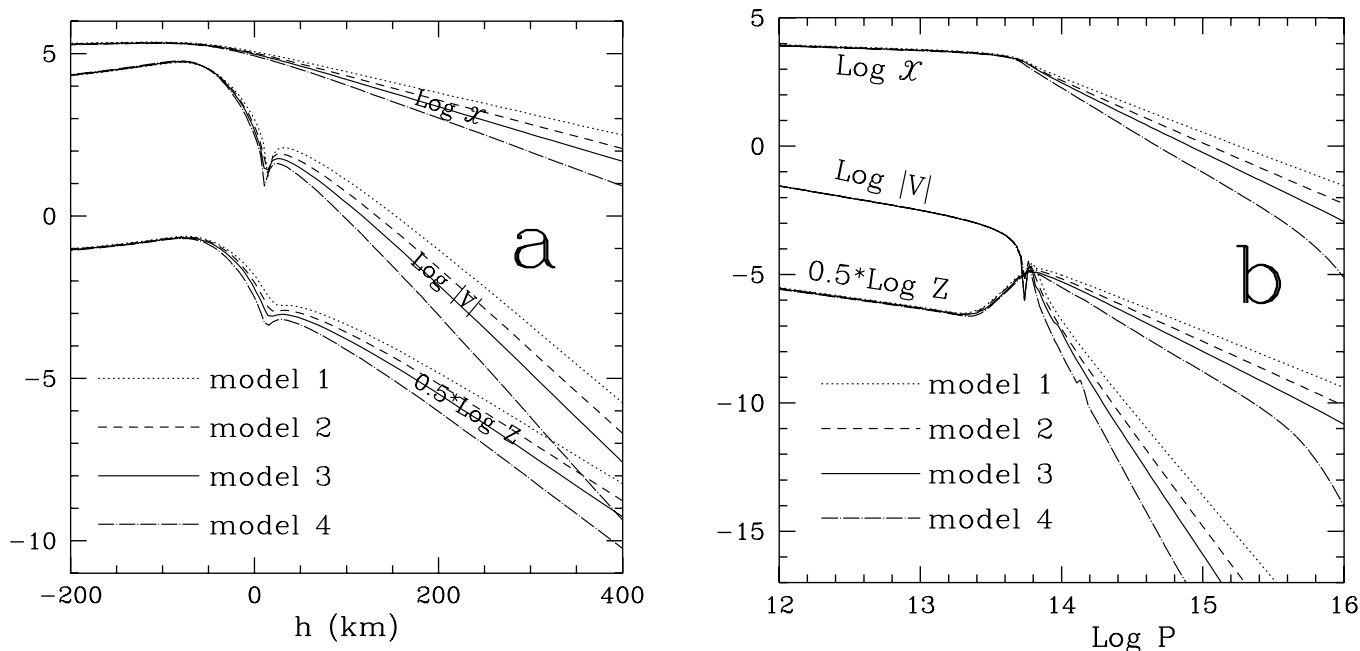 5
0
−5
−10
−200
0
200
400
h (km)
Log 𝒳
Log |V|
0.5*Log Z
a
model 1
model 2
model 3
model 4
5
0
−5
−10
−15
12
13
14
15
16
Log P
Log 𝒳
Log |V|
0.5*Log Z
b
model 1
model 2
model 3
model 4